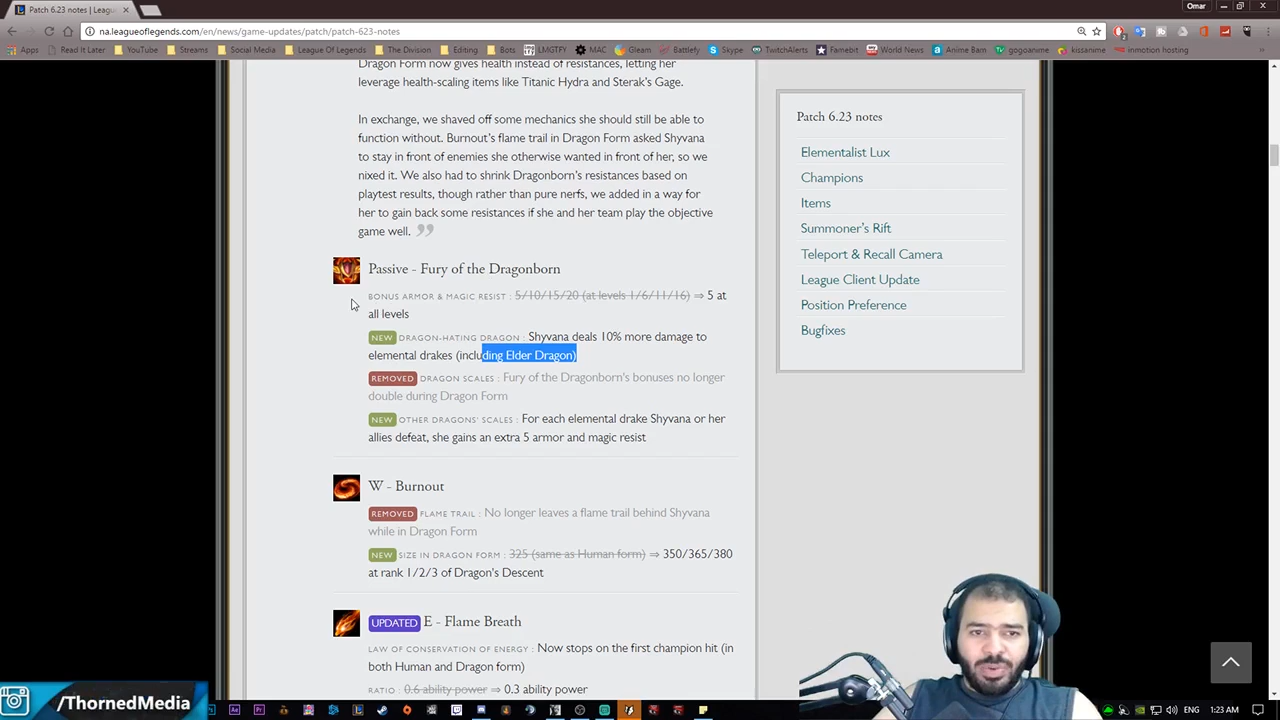 Patch 6.23 notes | Leagu
Omar
na.leagueoflegends.com/en/news/game-updates/patch/patch-623-notes
Apps Read it Later YouTube Streams Social Media League Of Legends The Division Editing Bots LMGTFY MAC Gleam Battlefy Skype TwitchAlerts Famebit World News Anime Bam gogoanime kissanime inmotion hosting
Dragon Form now gives health instead of resistances, letting her
leverage health-scaling items like Titanic Hydra and Sterak's Gage.
In exchange, we shaved off some mechanics she should still be able to
function without. Burnout's flame trail in Dragon Form asked Shyvana
to stay in front of enemies she otherwise wanted in front of her, so we
nixed it. We also had to shrink Dragonborn's resistances based on
playtest results, though rather than pure nerfs, we added in a way for
her to gain back some resistances if she and her team play the objective
game well. ”
Passive - Fury of the Dragonborn
BONUS ARMOR & MAGIC RESIST : 5/10/15/20 (at levels 1/6/11/16) ⇒ 5 at
all levels
NEW DRAGON-HATING DRAGON : Shyvana deals 10% more damage to
elemental drakes (including Elder Dragon)
REMOVED DRAGON SCALES : Fury of the Dragonborn's bonuses no longer
double during Dragon Form
NEW OTHER DRAGONS' SCALES : For each elemental drake Shyvana or her
allies defeat, she gains an extra 5 armor and magic resist
W - Burnout
REMOVED FLAME TRAIL : No longer leaves a flame trail behind Shyvana
while in Dragon Form
NEW SIZE IN DRAGON FORM : 325 (same as Human form) ⇒ 350/365/380
at rank 1/2/3 of Dragon's Descent
UPDATED E - Flame Breath
LAW OF CONSERVATION OF ENERGY : Now stops on the first champion hit (in
both Human and Dragon form)
RATIO : 0.6 ability power ⇒ 0.3 ability power
Patch 6.23 notes
Elementalist Lux
Champions
Items
Summoner's Rift
Teleport & Recall Camera
League Client Update
Position Preference
Bugfixes
/ThornedMedia
ENG 1:23 AM